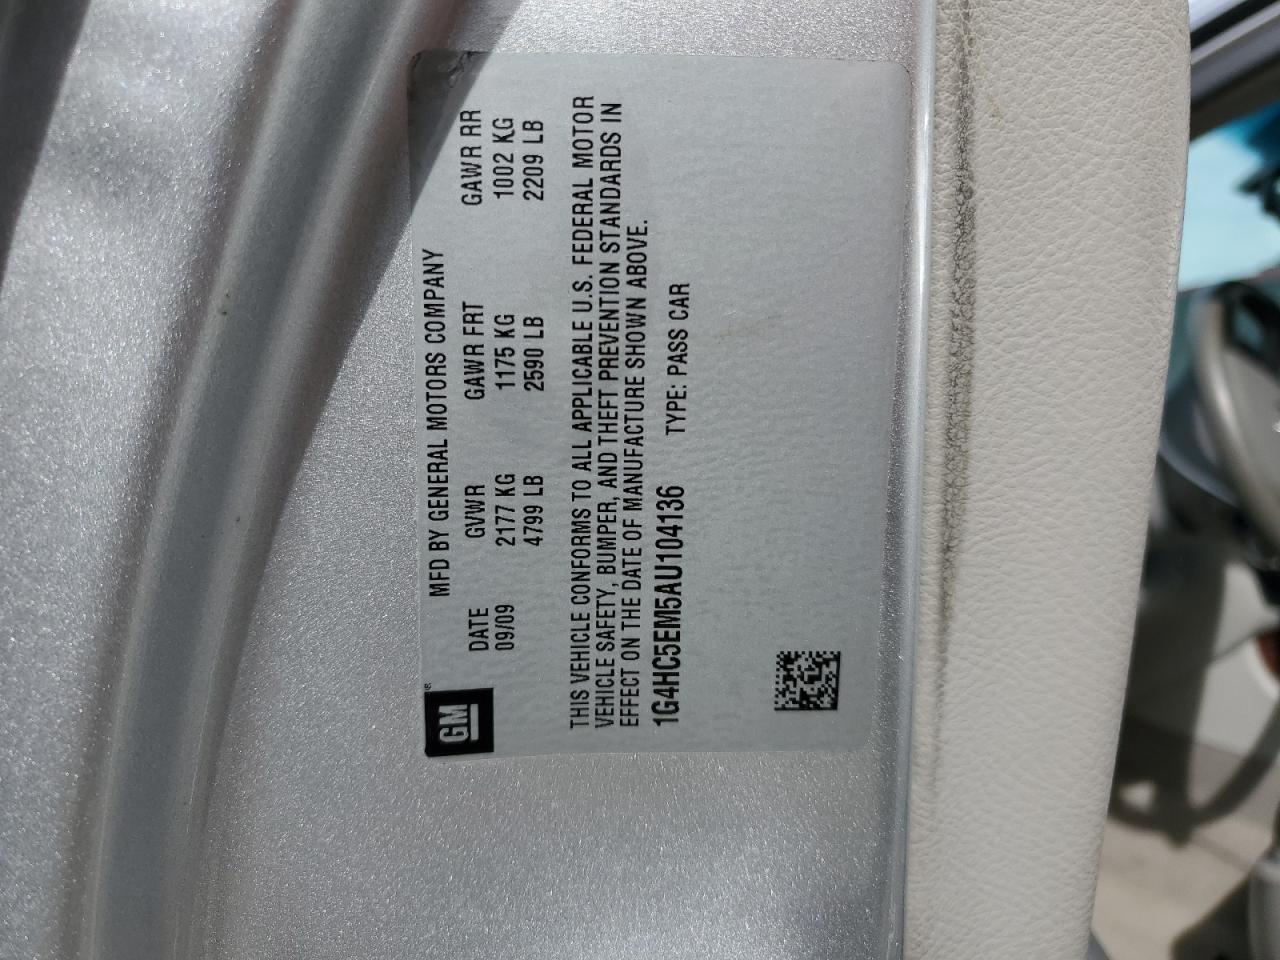 GM®
MFD BY GENERAL MOTORS COMPANY
DATE GVWR GAWR FRT GAWR RR
09/09 2177 KG 1175 KG 1002 KG
4799 LB 2590 LB 2209 LB
THIS VEHICLE CONFORMS TO ALL APPLICABLE U.S. FEDERAL MOTOR
VEHICLE SAFETY, BUMPER, AND THEFT PREVENTION STANDARDS IN
EFFECT ON THE DATE OF MANUFACTURE SHOWN ABOVE.
1G4HC5EM5AU104136 TYPE: PASS CAR